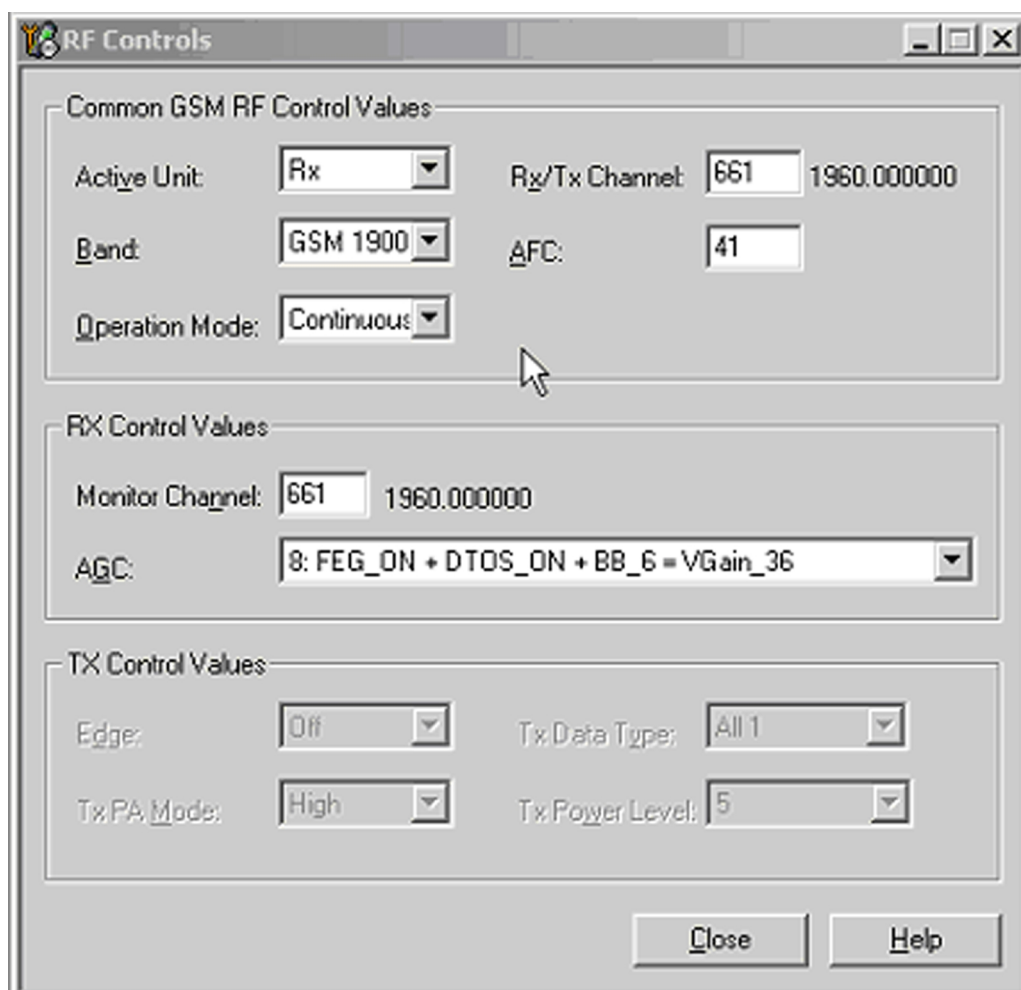 RF Controls
Common GSM RF Control Values
Active Unit: Rx Rx/Tx Channel: 661 1960.000000
Band: GSM 1900 AFC: 41
Operation Mode: Continuous
RX Control Values
Monitor Channel: 661 1960.000000
AGC: 8: FEG_ON + DTOS_ON + BB_6 = VGain_36
TX Control Values
Edge: Off Tx Data Type: All 1
Tx PA Mode: High Tx Power Level: 5
Close Help